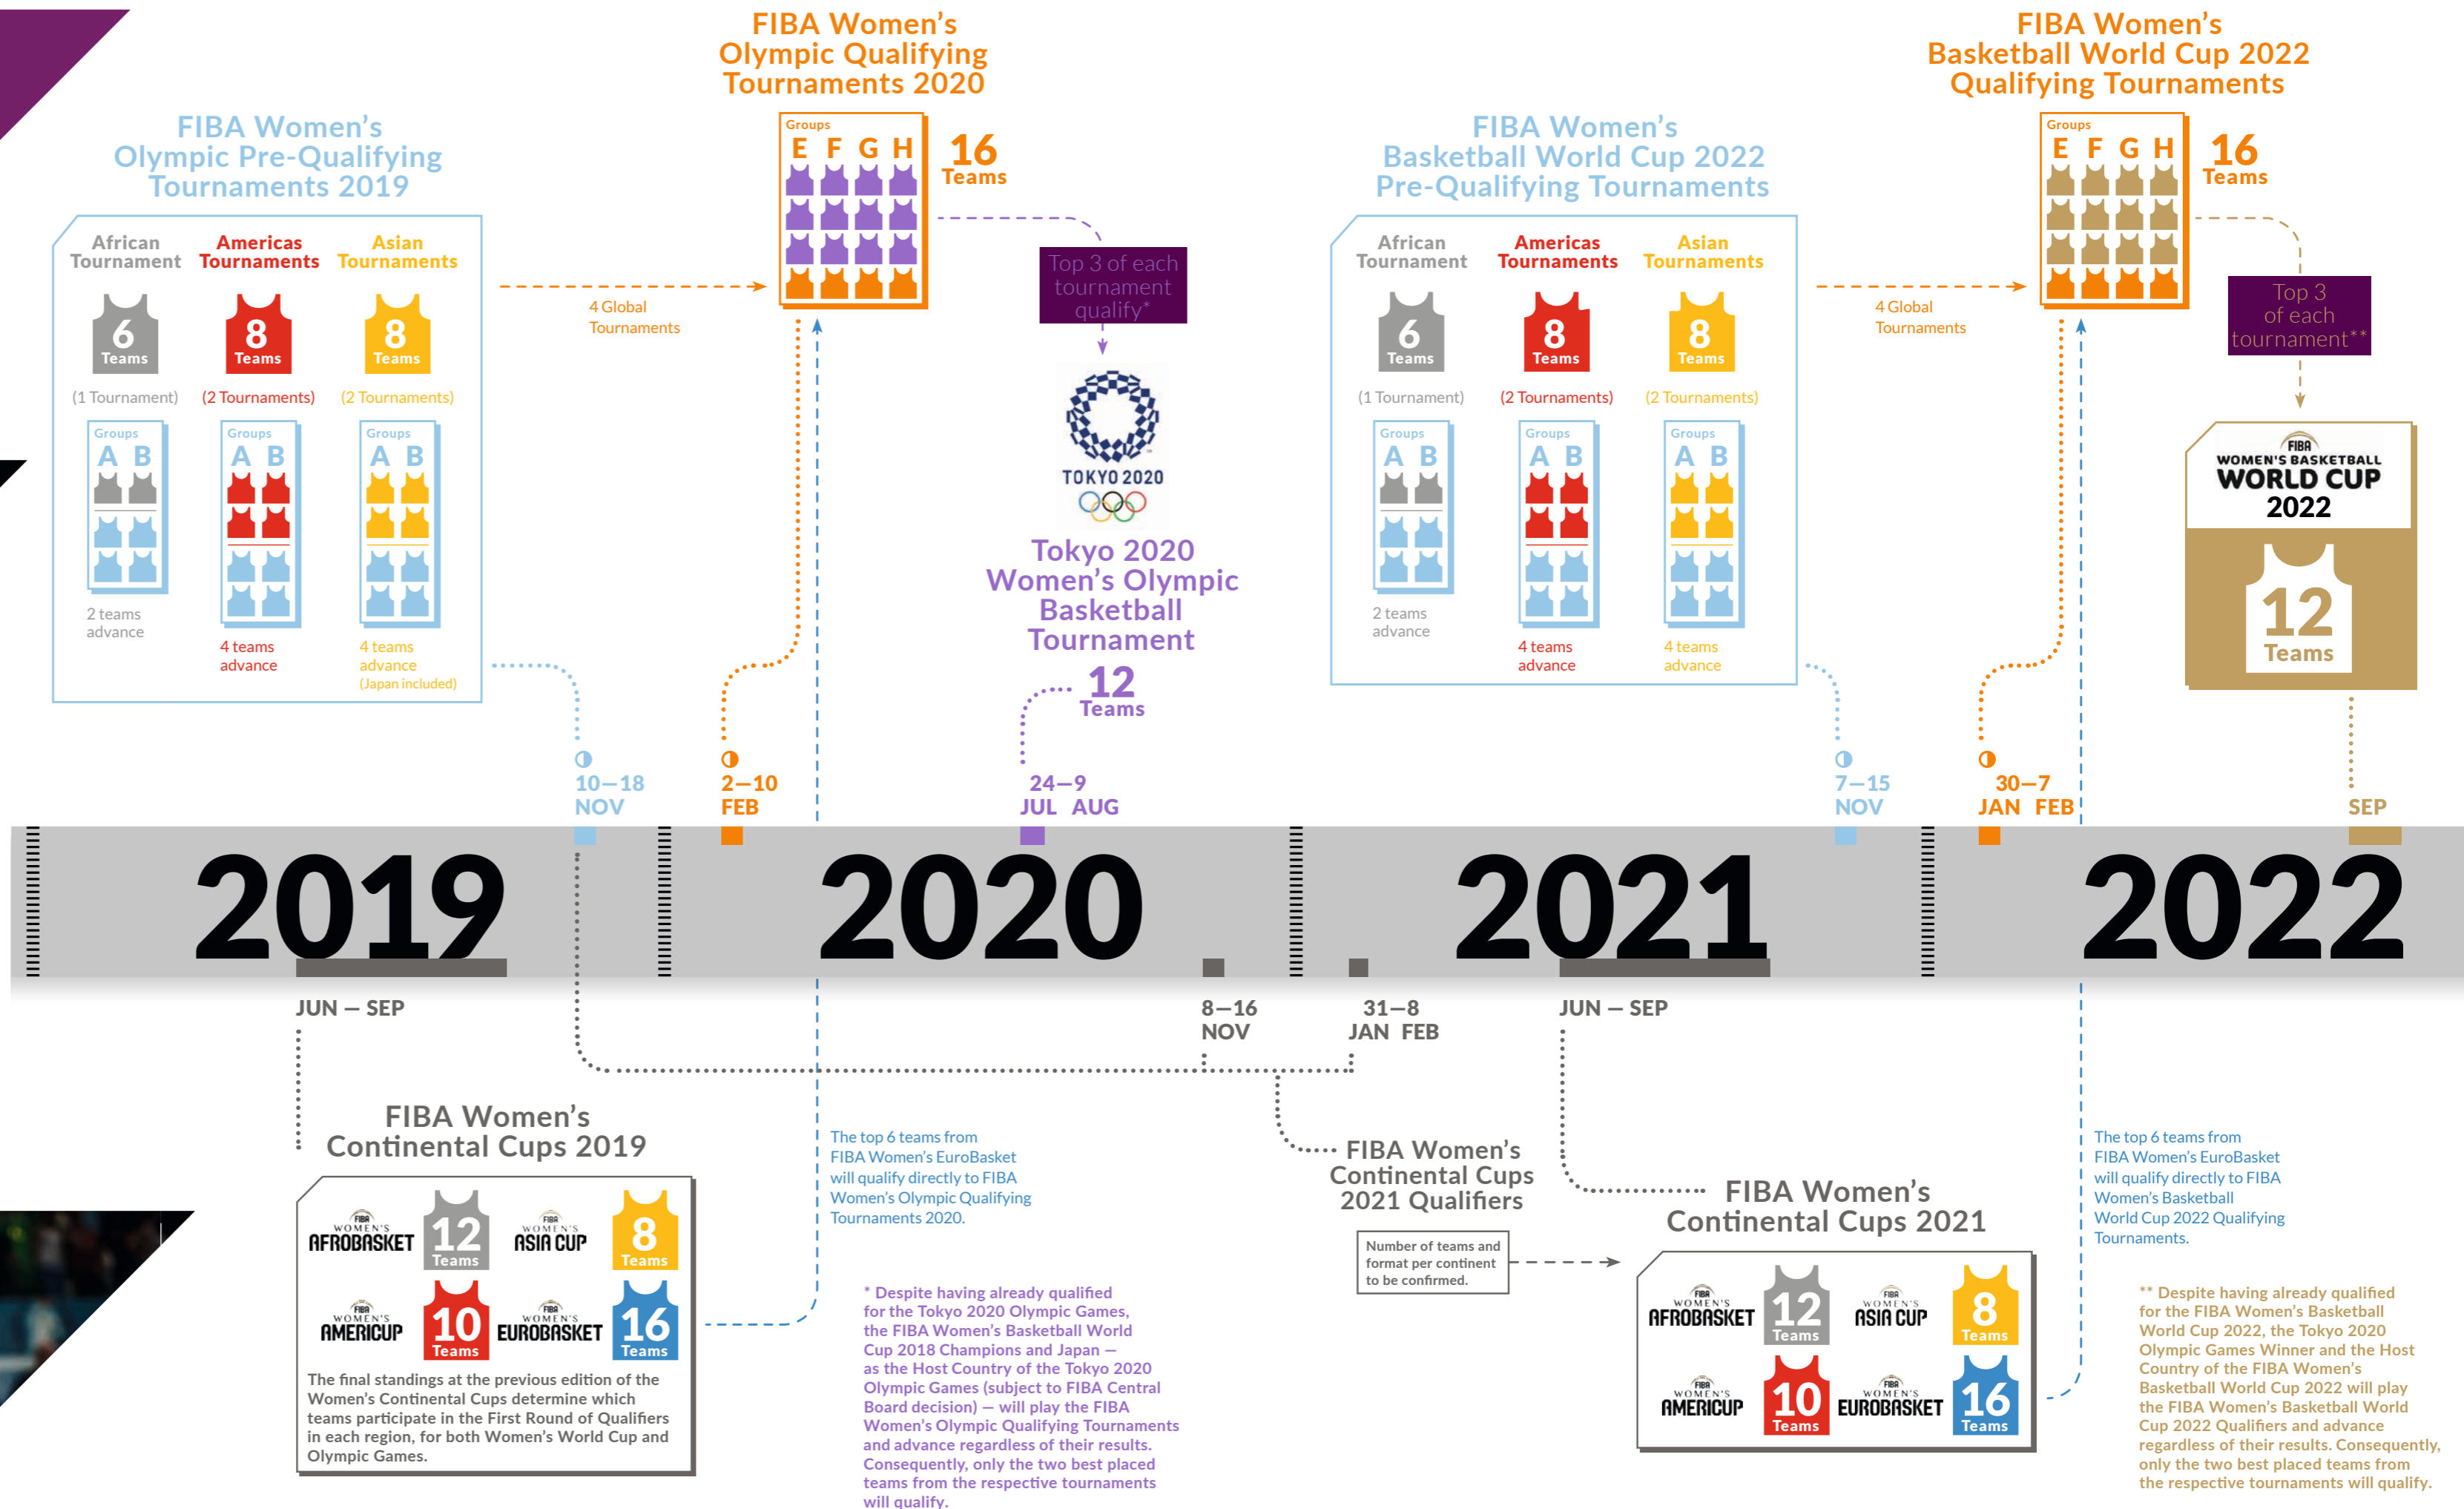 FIBA Women's
Olympic Pre-Qualifying
Tournaments 2019
African
Tournament
Americas
Tournaments
Asian
Tournaments
6
Teams
8
Teams
8
Teams
(1 Tournament)
(2 Tournaments)
(2 Tournaments)
Groups
A B
Groups
A B
Groups
A B
2 teams
advance
4 teams
advance
4 teams
advance
(Japan included)
4 Global
Tournaments
FIBA Women's
Olympic Qualifying
Tournaments 2020
Groups
E F G H
16
Teams
Top 3 of each
tournament
qualify*
TOKYO 2020
Tokyo 2020
Women's Olympic
Basketball
Tournament
12
Teams
FIBA Women's
Basketball World Cup 2022
Pre-Qualifying Tournaments
African
Tournament
Americas
Tournaments
Asian
Tournaments
6
Teams
8
Teams
8
Teams
(1 Tournament)
(2 Tournaments)
(2 Tournaments)
Groups
A B
Groups
A B
Groups
A B
2 teams
advance
4 teams
advance
4 teams
advance
4 Global
Tournaments
FIBA Women's
Basketball World Cup 2022
Qualifying Tournaments
Groups
E F G H
16
Teams
Top 3
of each
tournament**
FIBA
WOMEN'S BASKETBALL
WORLD CUP
2022
12
Teams
10—18
NOV
2—10
FEB
24—9
JUL AUG
7—15
NOV
30—7
JAN FEB
SEP
2019
2020
2021
2022
JUN — SEP
8—16
NOV
31—8
JAN FEB
JUN — SEP
FIBA Women's
Continental Cups 2019
FIBA
WOMEN'S
AFROBASKET
12
Teams
FIBA
WOMEN'S
ASIA CUP
8
Teams
FIBA
WOMEN'S
AMERICUP
10
Teams
FIBA
WOMEN'S
EUROBASKET
16
Teams
The final standings at the previous edition of the
Women's Continental Cups determine which
teams participate in the First Round of Qualifiers
in each region, for both Women's World Cup and
Olympic Games.
The top 6 teams from
FIBA Women's EuroBasket
will qualify directly to FIBA
Women's Olympic Qualifying
Tournaments 2020.
* Despite having already qualified
for the Tokyo 2020 Olympic Games,
the FIBA Women's Basketball World
Cup 2018 Champions and Japan —
as the Host Country of the Tokyo 2020
Olympic Games (subject to FIBA Central
Board decision) — will play the FIBA
Women's Olympic Qualifying Tournaments
and advance regardless of their results.
Consequently, only the two best placed
teams from the respective tournaments
will qualify.
FIBA Women's
Continental Cups
2021 Qualifiers
Number of teams and
format per continent
to be confirmed.
FIBA Women's
Continental Cups 2021
FIBA
WOMEN'S
AFROBASKET
12
Teams
FIBA
WOMEN'S
ASIA CUP
8
Teams
FIBA
WOMEN'S
AMERICUP
10
Teams
FIBA
WOMEN'S
EUROBASKET
16
Teams
The top 6 teams from
FIBA Women's EuroBasket
will qualify directly to FIBA
Women's Basketball
World Cup 2022 Qualifying
Tournaments.
** Despite having already qualified
for the FIBA Women's Basketball
World Cup 2022, the Tokyo 2020
Olympic Games Winner and the Host
Country of the FIBA Women's
Basketball World Cup 2022 will play
the FIBA Women's Basketball World
Cup 2022 Qualifiers and advance
regardless of their results. Consequently,
only the two best placed teams from
the respective tournaments will qualify.